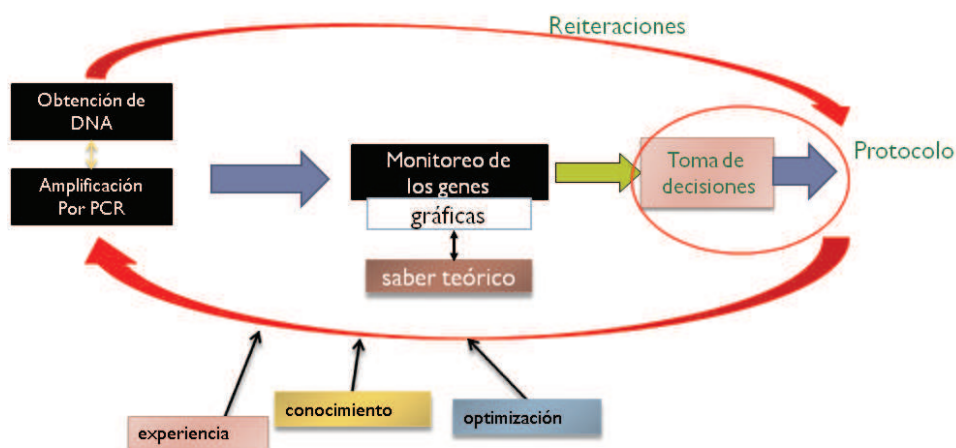 Reiteraciones
Obtención de
DNA
Amplificación
Por PCR
Monitoreo de
los genes
gráficas
saber teórico
Toma de
decisiones
Protocolo
experiencia
conocimiento
optimización